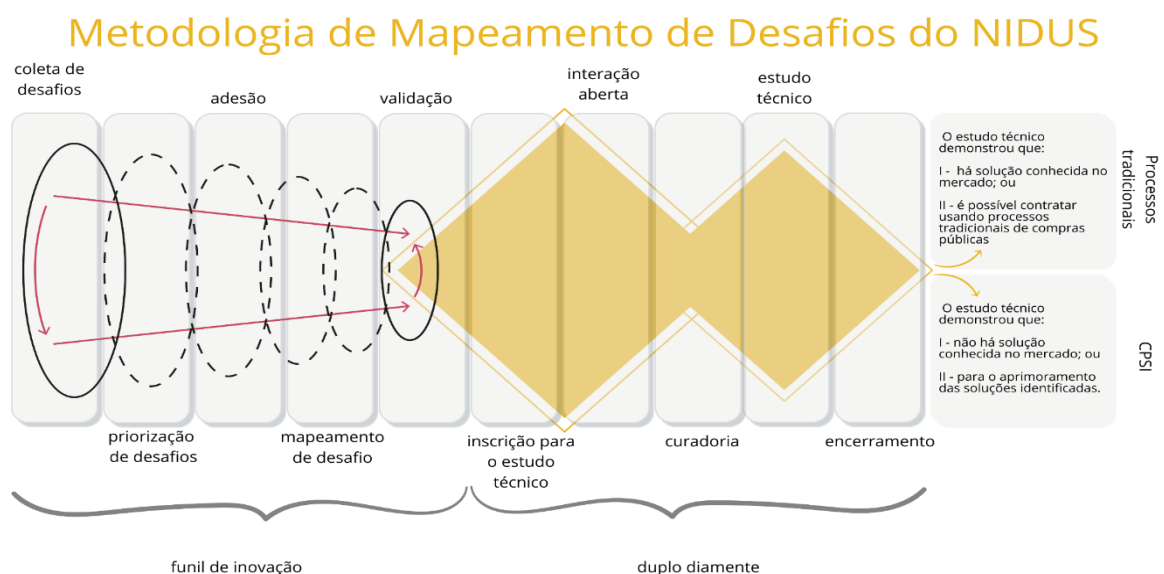 Metodologia de Mapeamento de Desafios do NIDUS
coleta de
desafios
adesão
validação
interação
aberta
estudo
técnico
O estudo técnico
demonstrou que:
I - há solução conhecida no
mercado; ou
II - é possível contratar
usando processos
tradicionais de compras
públicas
Processos
tradicionais
O estudo técnico
demonstrou que:
I - não há solução
conhecida no mercado; ou
II - para o aprimoramento
das soluções identificadas.
CPSI
priorização
de desafios
mapeamento
de desafio
inscrição para
o estudo
técnico
curadoria
encerramento
funil de inovação
duplo diamante